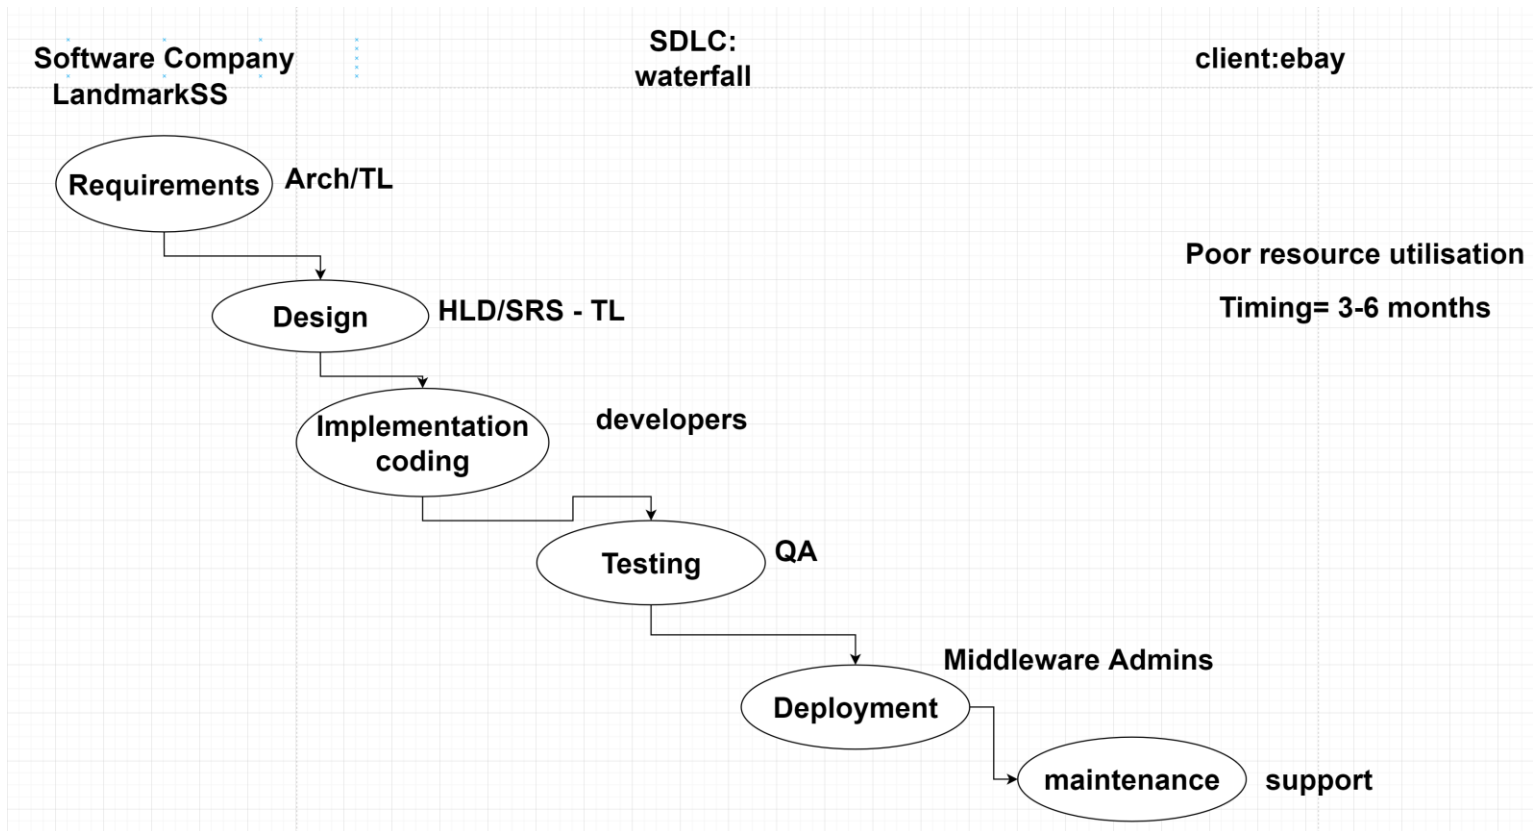 Software Company
LandmarkSS
SDLC:
waterfall
client:ebay
Requirements
Arch/TL
Poor resource utilisation
Timing= 3-6 months
Design
HLD/SRS - TL
Implementation
coding
developers
Testing
QA
Middleware Admins
Deployment
maintenance
support